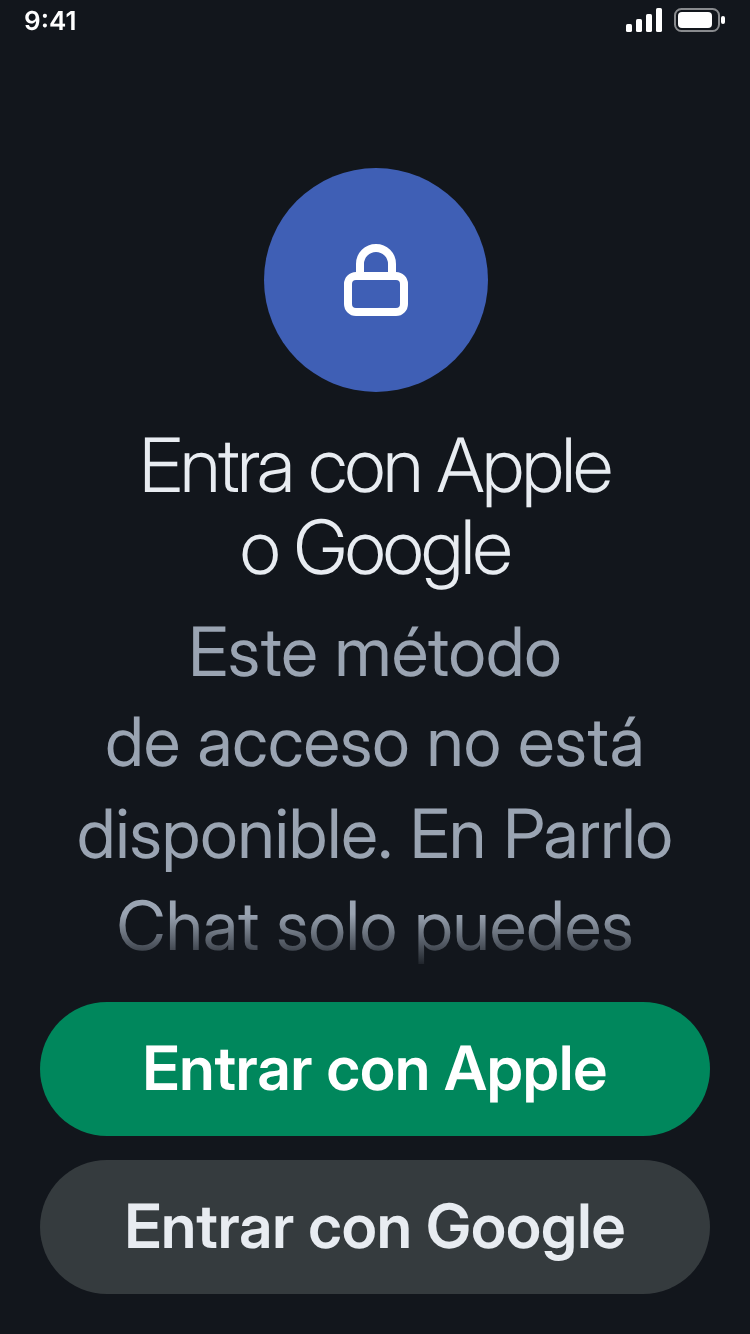 9:41
Entra con Apple
o Google
Este método
de acceso no está
disponible. En Parrlo
Chat solo puedes
Entrar con Apple
Entrar con Google